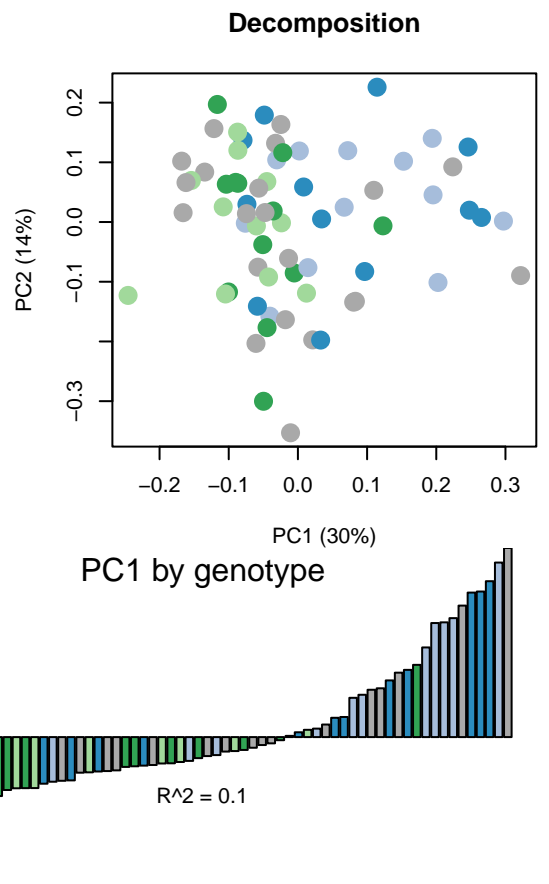 Decomposition
0.2
0.1
0.0
−0.1
−0.3
PC2 (14%)
−0.2 −0.1 0.0 0.1 0.2 0.3
PC1 (30%)
PC1 by genotype
R^2 = 0.1